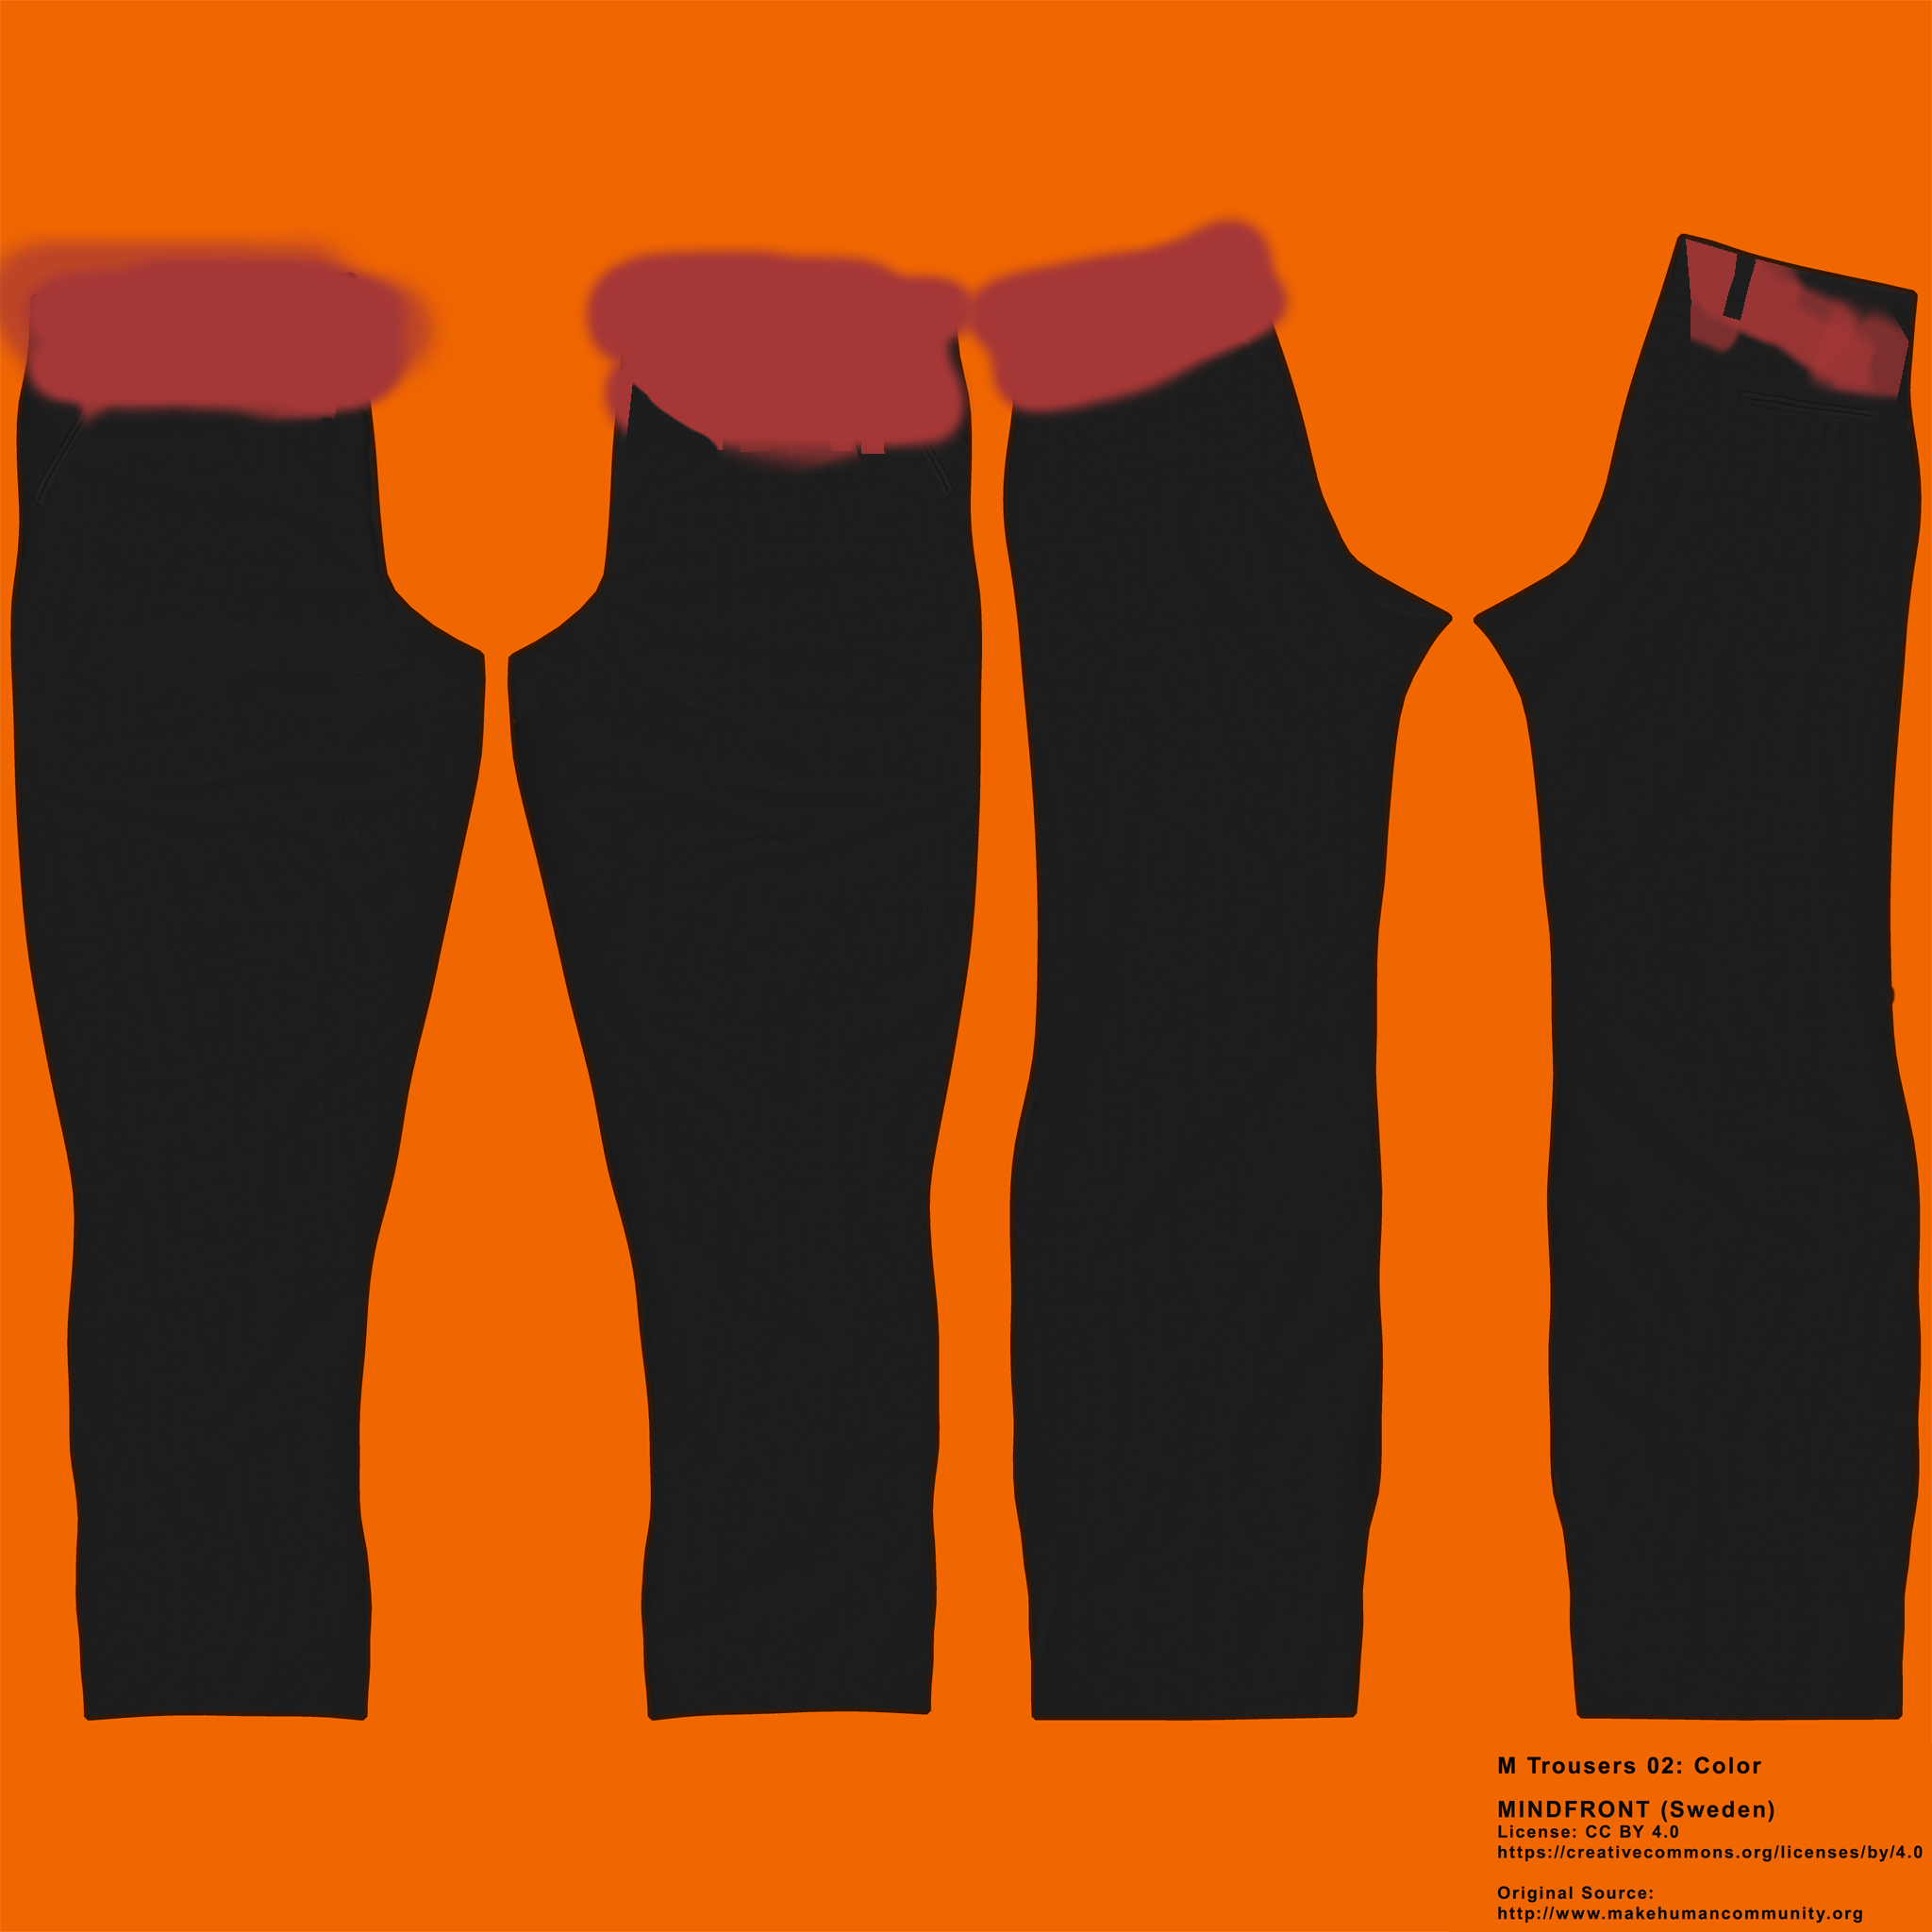 M Trousers 02: Color
MINDFRONT (Sweden)
License: CC BY 4.0
https://creativecommons.org/licenses/by/4.0
Original Source:
http://www.makehumancommunity.org